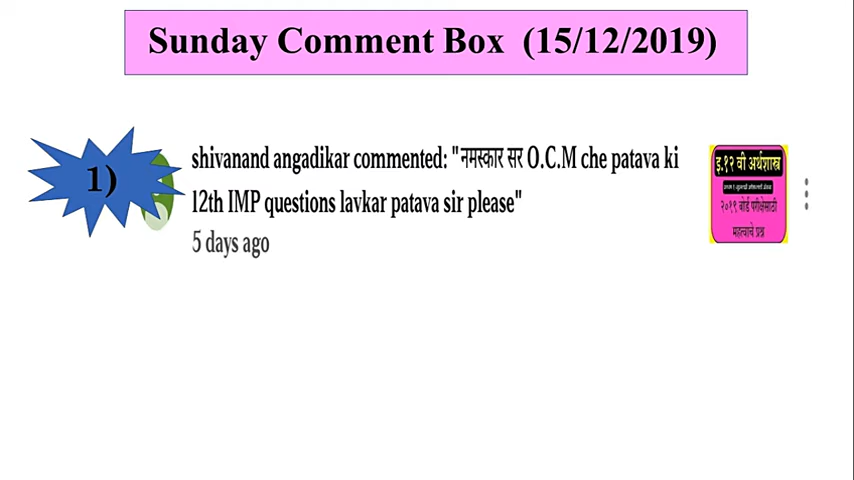 Sunday Comment Box (15/12/2019)
1)
shivanand angadikar commented: "नमस्कार सर O.C.M che patava ki
12th IMP questions lavkar patava sir please"
5 days ago
इ.१२ वी अर्थशास्त्र
२०१९ बोर्ड परीक्षेसाठी
महत्वाचे प्रश्न